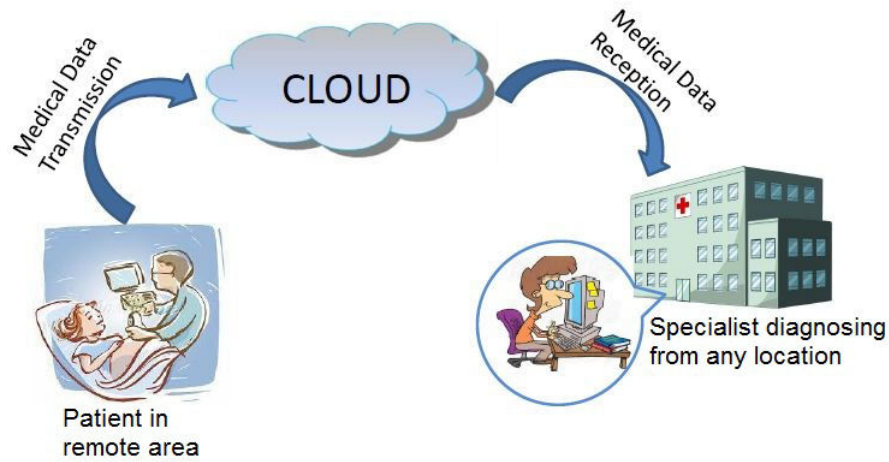 Medical Data
Transmission
CLOUD
Medical Data
Reception
Patient in
remote area
Specialist diagnosing
from any location